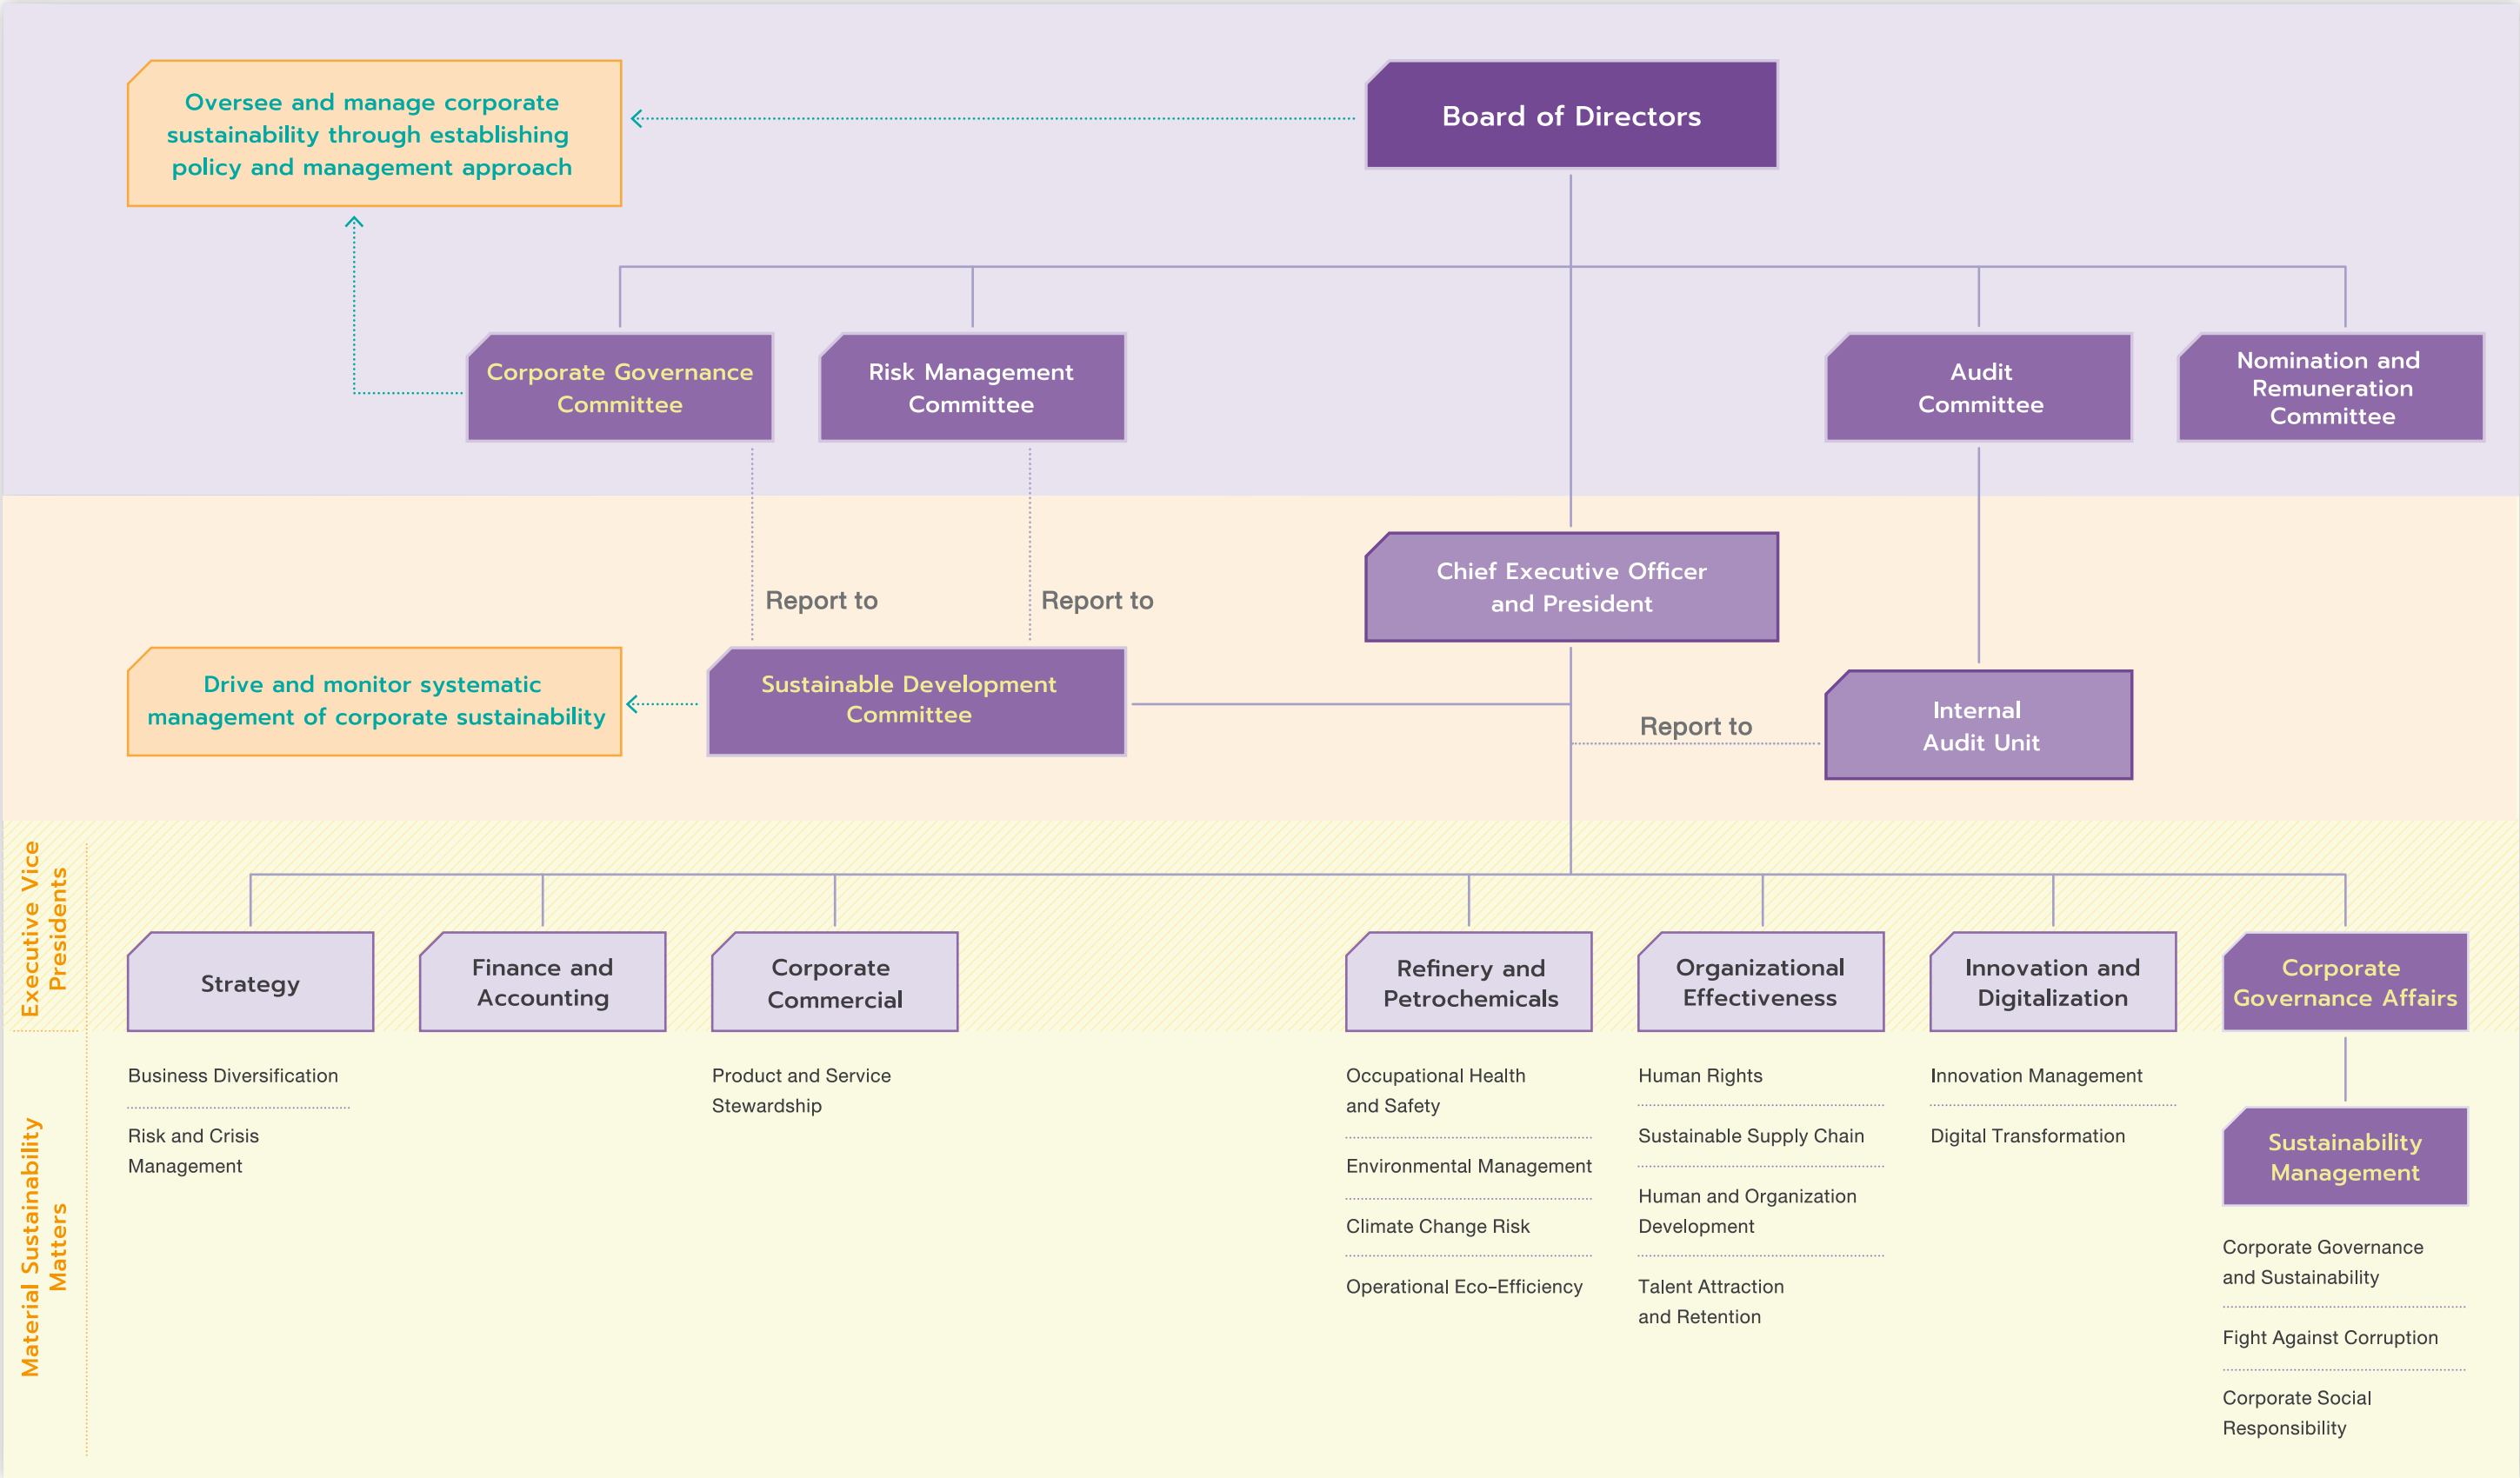 Oversee and manage corporate
sustainability through establishing
policy and management approach
Board of Directors
Corporate Governance
Committee
Risk Management
Committee
Audit
Committee
Nomination and
Remuneration
Committee
Chief Executive Officer
and President
Report to
Report to
Drive and monitor systematic
management of corporate sustainability
Sustainable Development
Committee
Report to
Internal
Audit Unit
Executive Vice
Presidents
Strategy
Finance and
Accounting
Corporate
Commercial
Refinery and
Petrochemicals
Organizational
Effectiveness
Innovation and
Digitalization
Corporate
Governance Affairs
Material Sustainability
Matters
Business Diversification
Risk and Crisis
Management
Product and Service
Stewardship
Occupational Health
and Safety
Environmental Management
Climate Change Risk
Operational Eco-Efficiency
Human Rights
Sustainable Supply Chain
Human and Organization
Development
Talent Attraction
and Retention
Innovation Management
Digital Transformation
Sustainability
Management
Corporate Governance
and Sustainability
Fight Against Corruption
Corporate Social
Responsibility